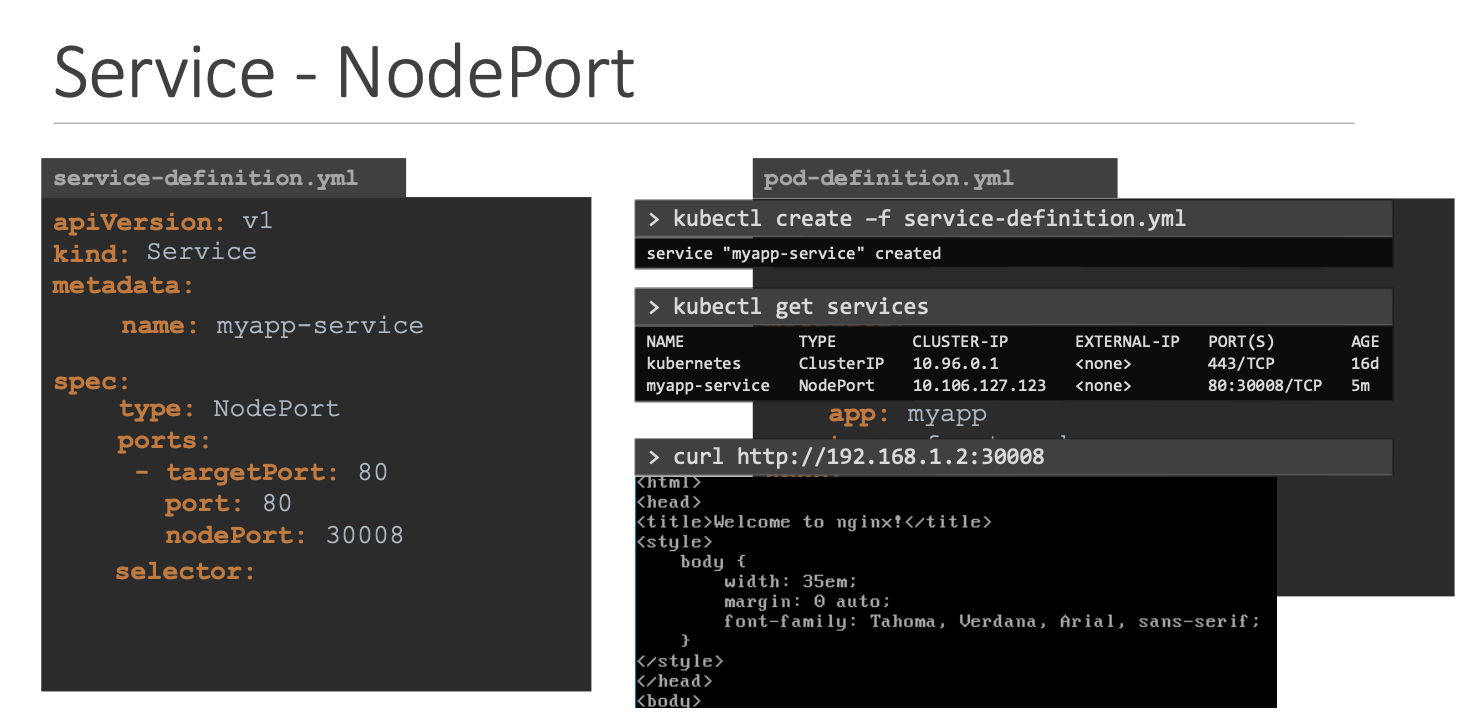 Service - NodePort
service-definition.yml
apiVersion: v1
kind: Service
metadata:
name: myapp-service
spec:
type: NodePort
ports:
- targetPort: 80
port: 80
nodePort: 30008
selector:
pod-definition.yml
> kubectl create –f service-definition.yml
service "myapp-service" created
> kubectl get services
NAME TYPE CLUSTER-IP EXTERNAL-IP PORT(S) AGE
kubernetes ClusterIP 10.96.0.1 <none> 443/TCP 16d
myapp-service NodePort 10.106.127.123 <none> 80:30008/TCP 5m
app: myapp
> curl http://192.168.1.2:30008
<html>
<head>
<title>Welcome to nginx!</title>
<style>
body {
width: 35em;
margin: 0 auto;
font-family: Tahoma, Verdana, Arial, sans-serif;
}
</style>
</head>
<body>